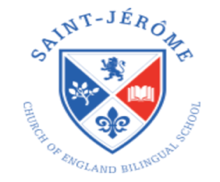 SAINT-JÉRÔME
CHURCH OF ENGLAND BILINGUAL SCHOOL